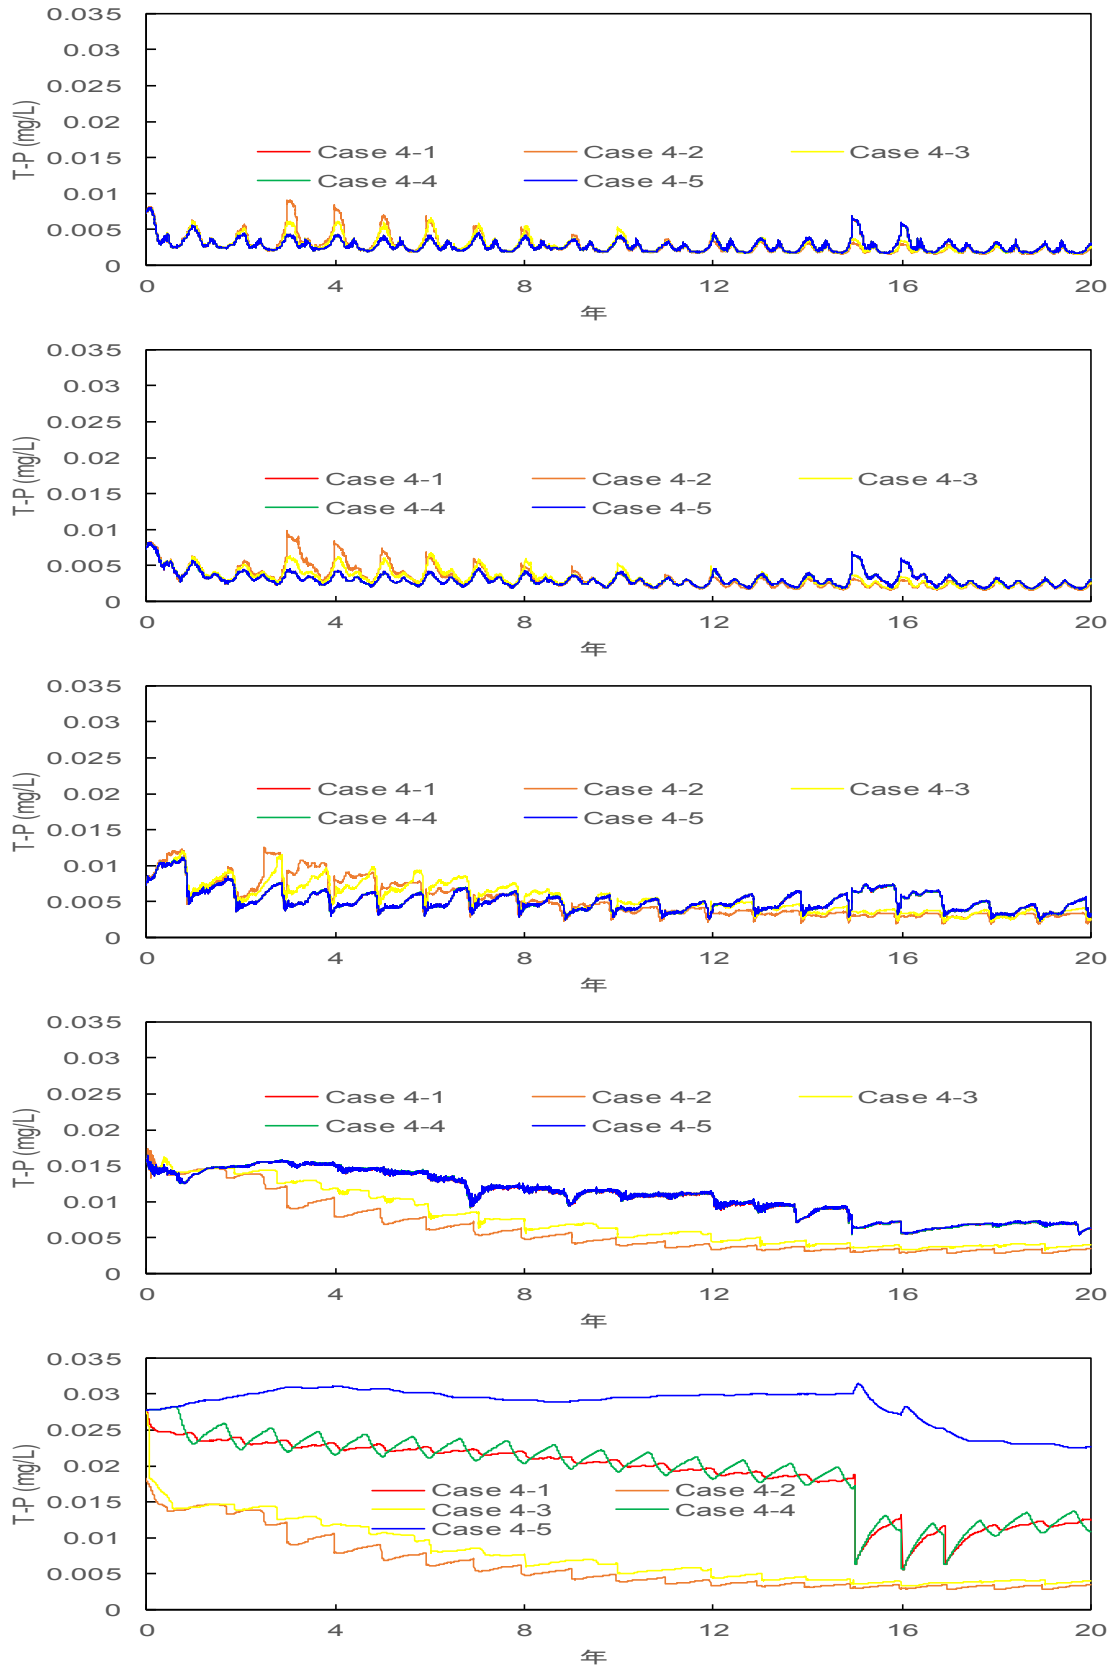 0.035
0.03
0.025
0.02
0.015
0.01
0.005
0
T-P (mg/L)
Case 4-1 Case 4-2 Case 4-3
Case 4-4 Case 4-5
0 4 8 12 16 20
年
0.035
0.03
0.025
0.02
0.015
0.01
0.005
0
T-P (mg/L)
Case 4-1 Case 4-2 Case 4-3
Case 4-4 Case 4-5
0 4 8 12 16 20
年
0.035
0.03
0.025
0.02
0.015
0.01
0.005
0
T-P (mg/L)
Case 4-1 Case 4-2 Case 4-3
Case 4-4 Case 4-5
0 4 8 12 16 20
年
0.035
0.03
0.025
0.02
0.015
0.01
0.005
0
T-P (mg/L)
Case 4-1 Case 4-2 Case 4-3
Case 4-4 Case 4-5
0 4 8 12 16 20
年
0.035
0.03
0.025
0.02
0.015
0.01
0.005
0
T-P (mg/L)
Case 4-1 Case 4-2
Case 4-3 Case 4-4
Case 4-5
0 4 8 12 16 20
年